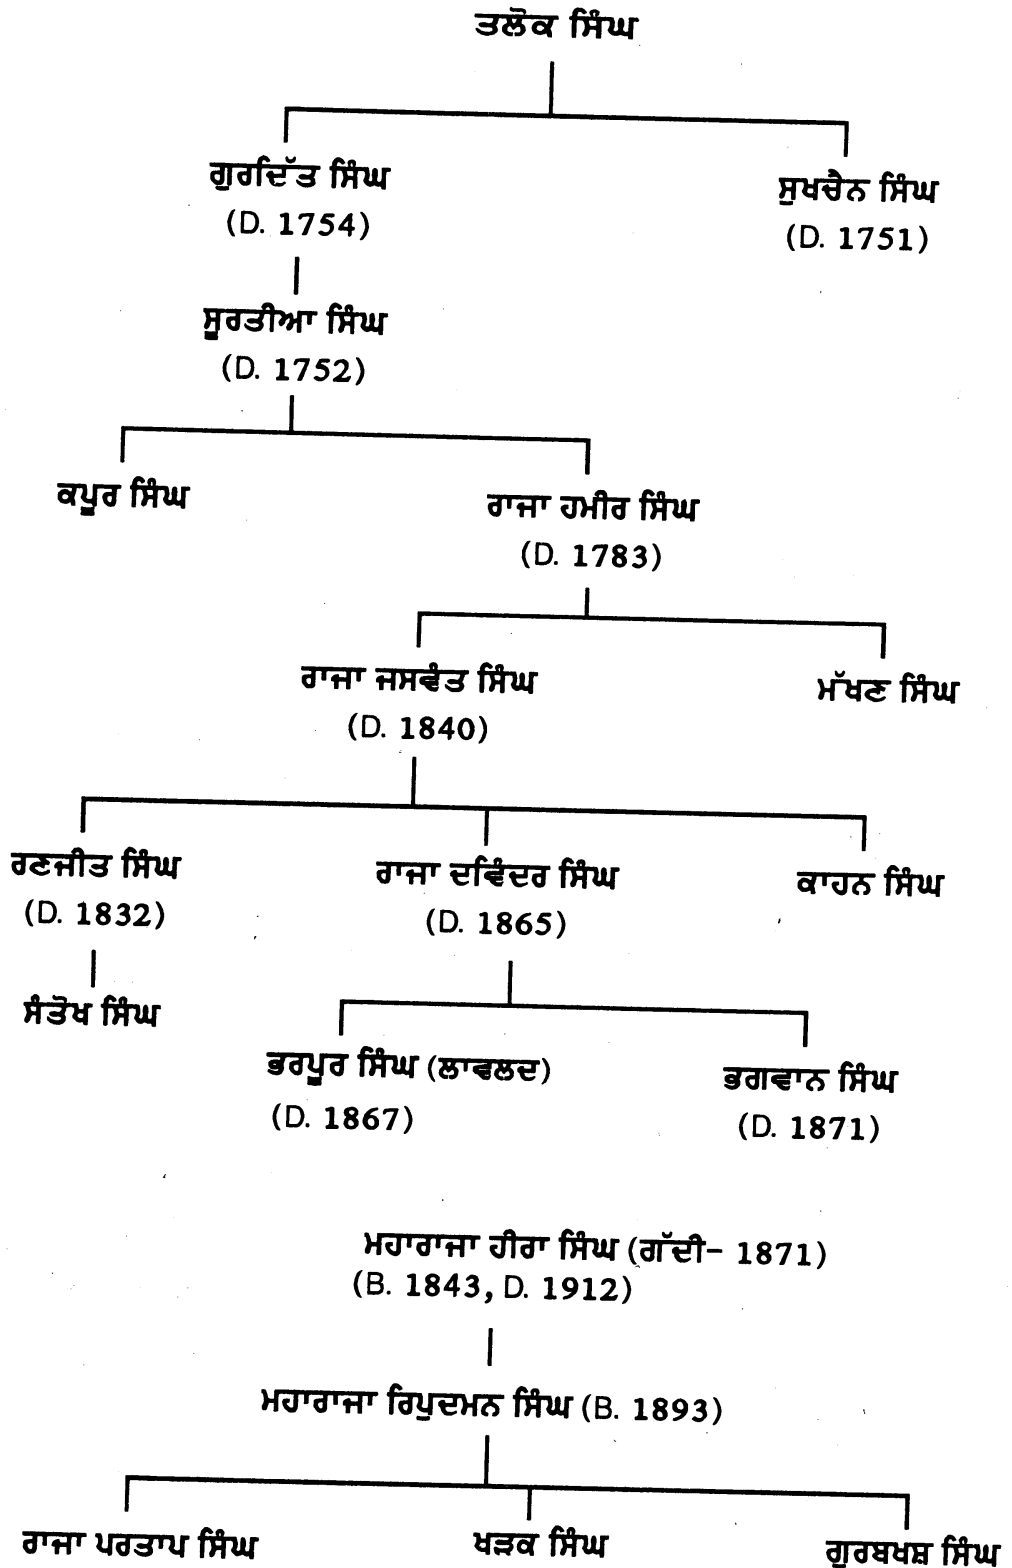 ਤਲੋਕ ਸਿੰਘ
ਗੁਰਦਿੱਤ ਸਿੰਘ
(D. 1754)
ਸੁਖਚੈਨ ਸਿੰਘ
(D. 1751)
ਸੂਰਤੀਆ ਸਿੰਘ
(D. 1752)
ਕਪੂਰ ਸਿੰਘ
ਰਾਜਾ ਹਮੀਰ ਸਿੰਘ
(D. 1783)
ਰਾਜਾ ਜਸਵੰਤ ਸਿੰਘ
(D. 1840)
ਮੱਖਣ ਸਿੰਘ
ਰਣਜੀਤ ਸਿੰਘ
(D. 1832)
ਰਾਜਾ ਦਵਿੰਦਰ ਸਿੰਘ
(D. 1865)
ਕਾਹਨ ਸਿੰਘ
ਸੰਤੋਖ ਸਿੰਘ
ਭਰਪੂਰ ਸਿੰਘ (ਲਾਵਲਦ)
(D. 1867)
ਭਗਵਾਨ ਸਿੰਘ
(D. 1871)
ਮਹਾਰਾਜਾ ਹੀਰਾ ਸਿੰਘ (ਗੱਦੀ- 1871)
(B. 1843, D. 1912)
ਮਹਾਰਾਜਾ ਰਿਪੁਦਮਨ ਸਿੰਘ (B. 1893)
ਰਾਜਾ ਪਰਤਾਪ ਸਿੰਘ
ਖੜਕ ਸਿੰਘ
ਗੁਰਬਖਸ਼ ਸਿੰਘ